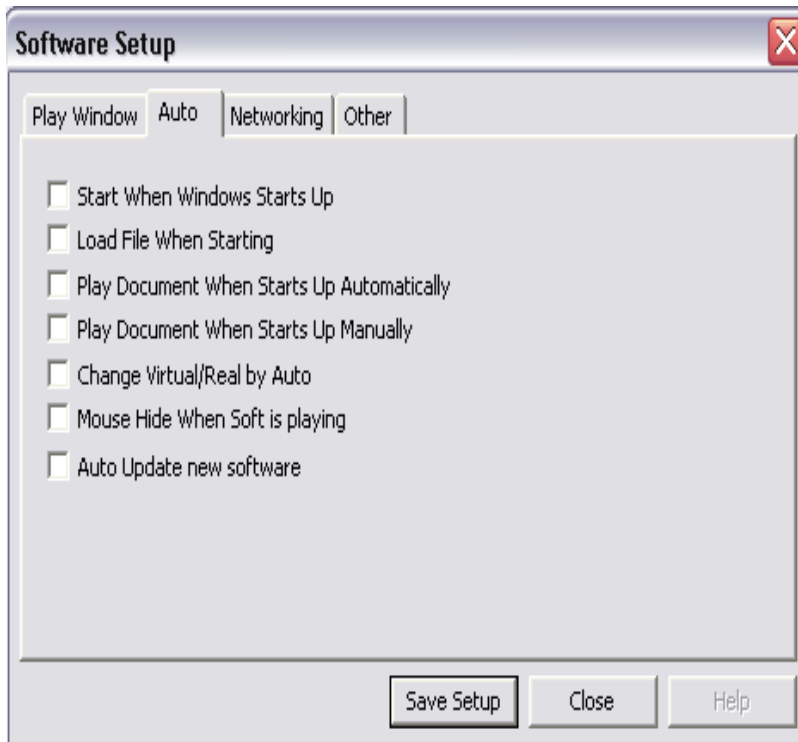 Software Setup
Play Window Auto Networking Other
Start When Windows Starts Up
Load File When Starting
Play Document When Starts Up Automatically
Play Document When Starts Up Manually
Change Virtual/Real by Auto
Mouse Hide When Soft is playing
Auto Update new software
Save Setup Close Help